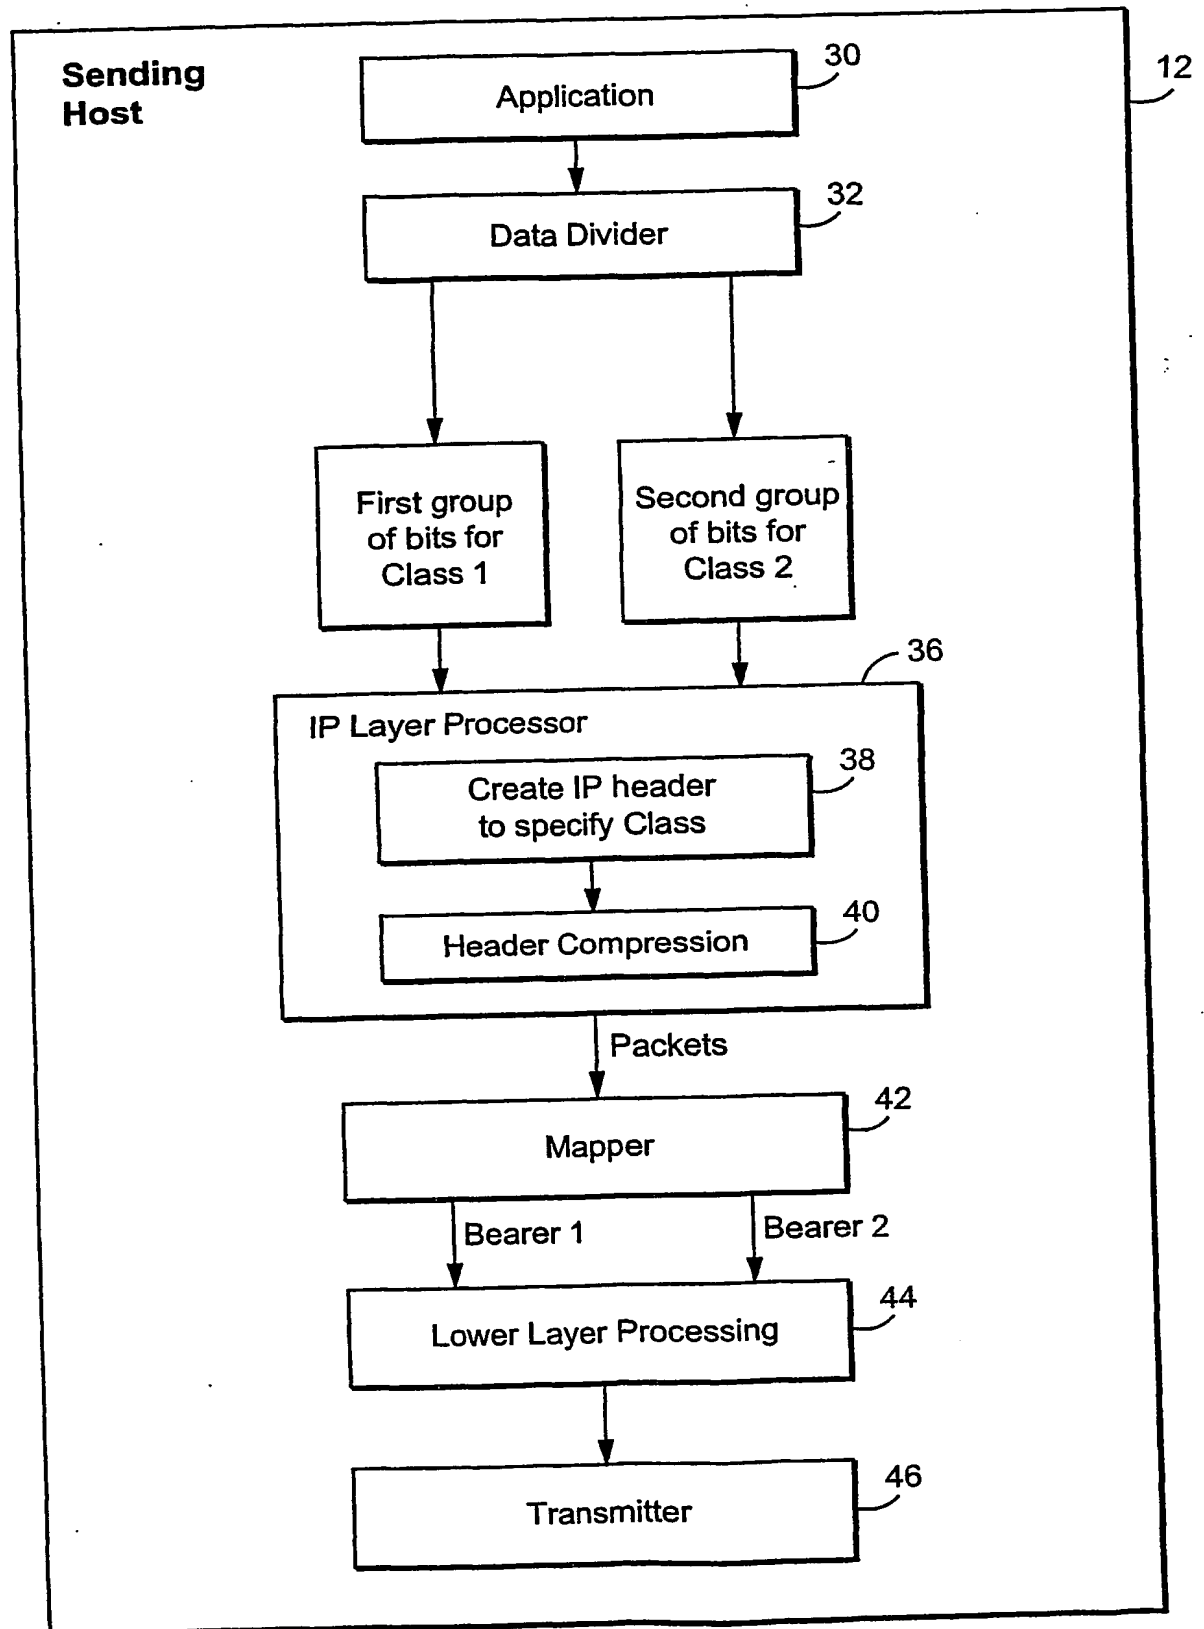 Sending
Host
30
12
Application
32
Data Divider
First group
of bits for
Class 1
Second group
of bits for
Class 2
36
IP Layer Processor
38
Create IP header
to specify Class
40
Header Compression
Packets
42
Mapper
Bearer 1
Bearer 2
44
Lower Layer Processing
46
Transmitter